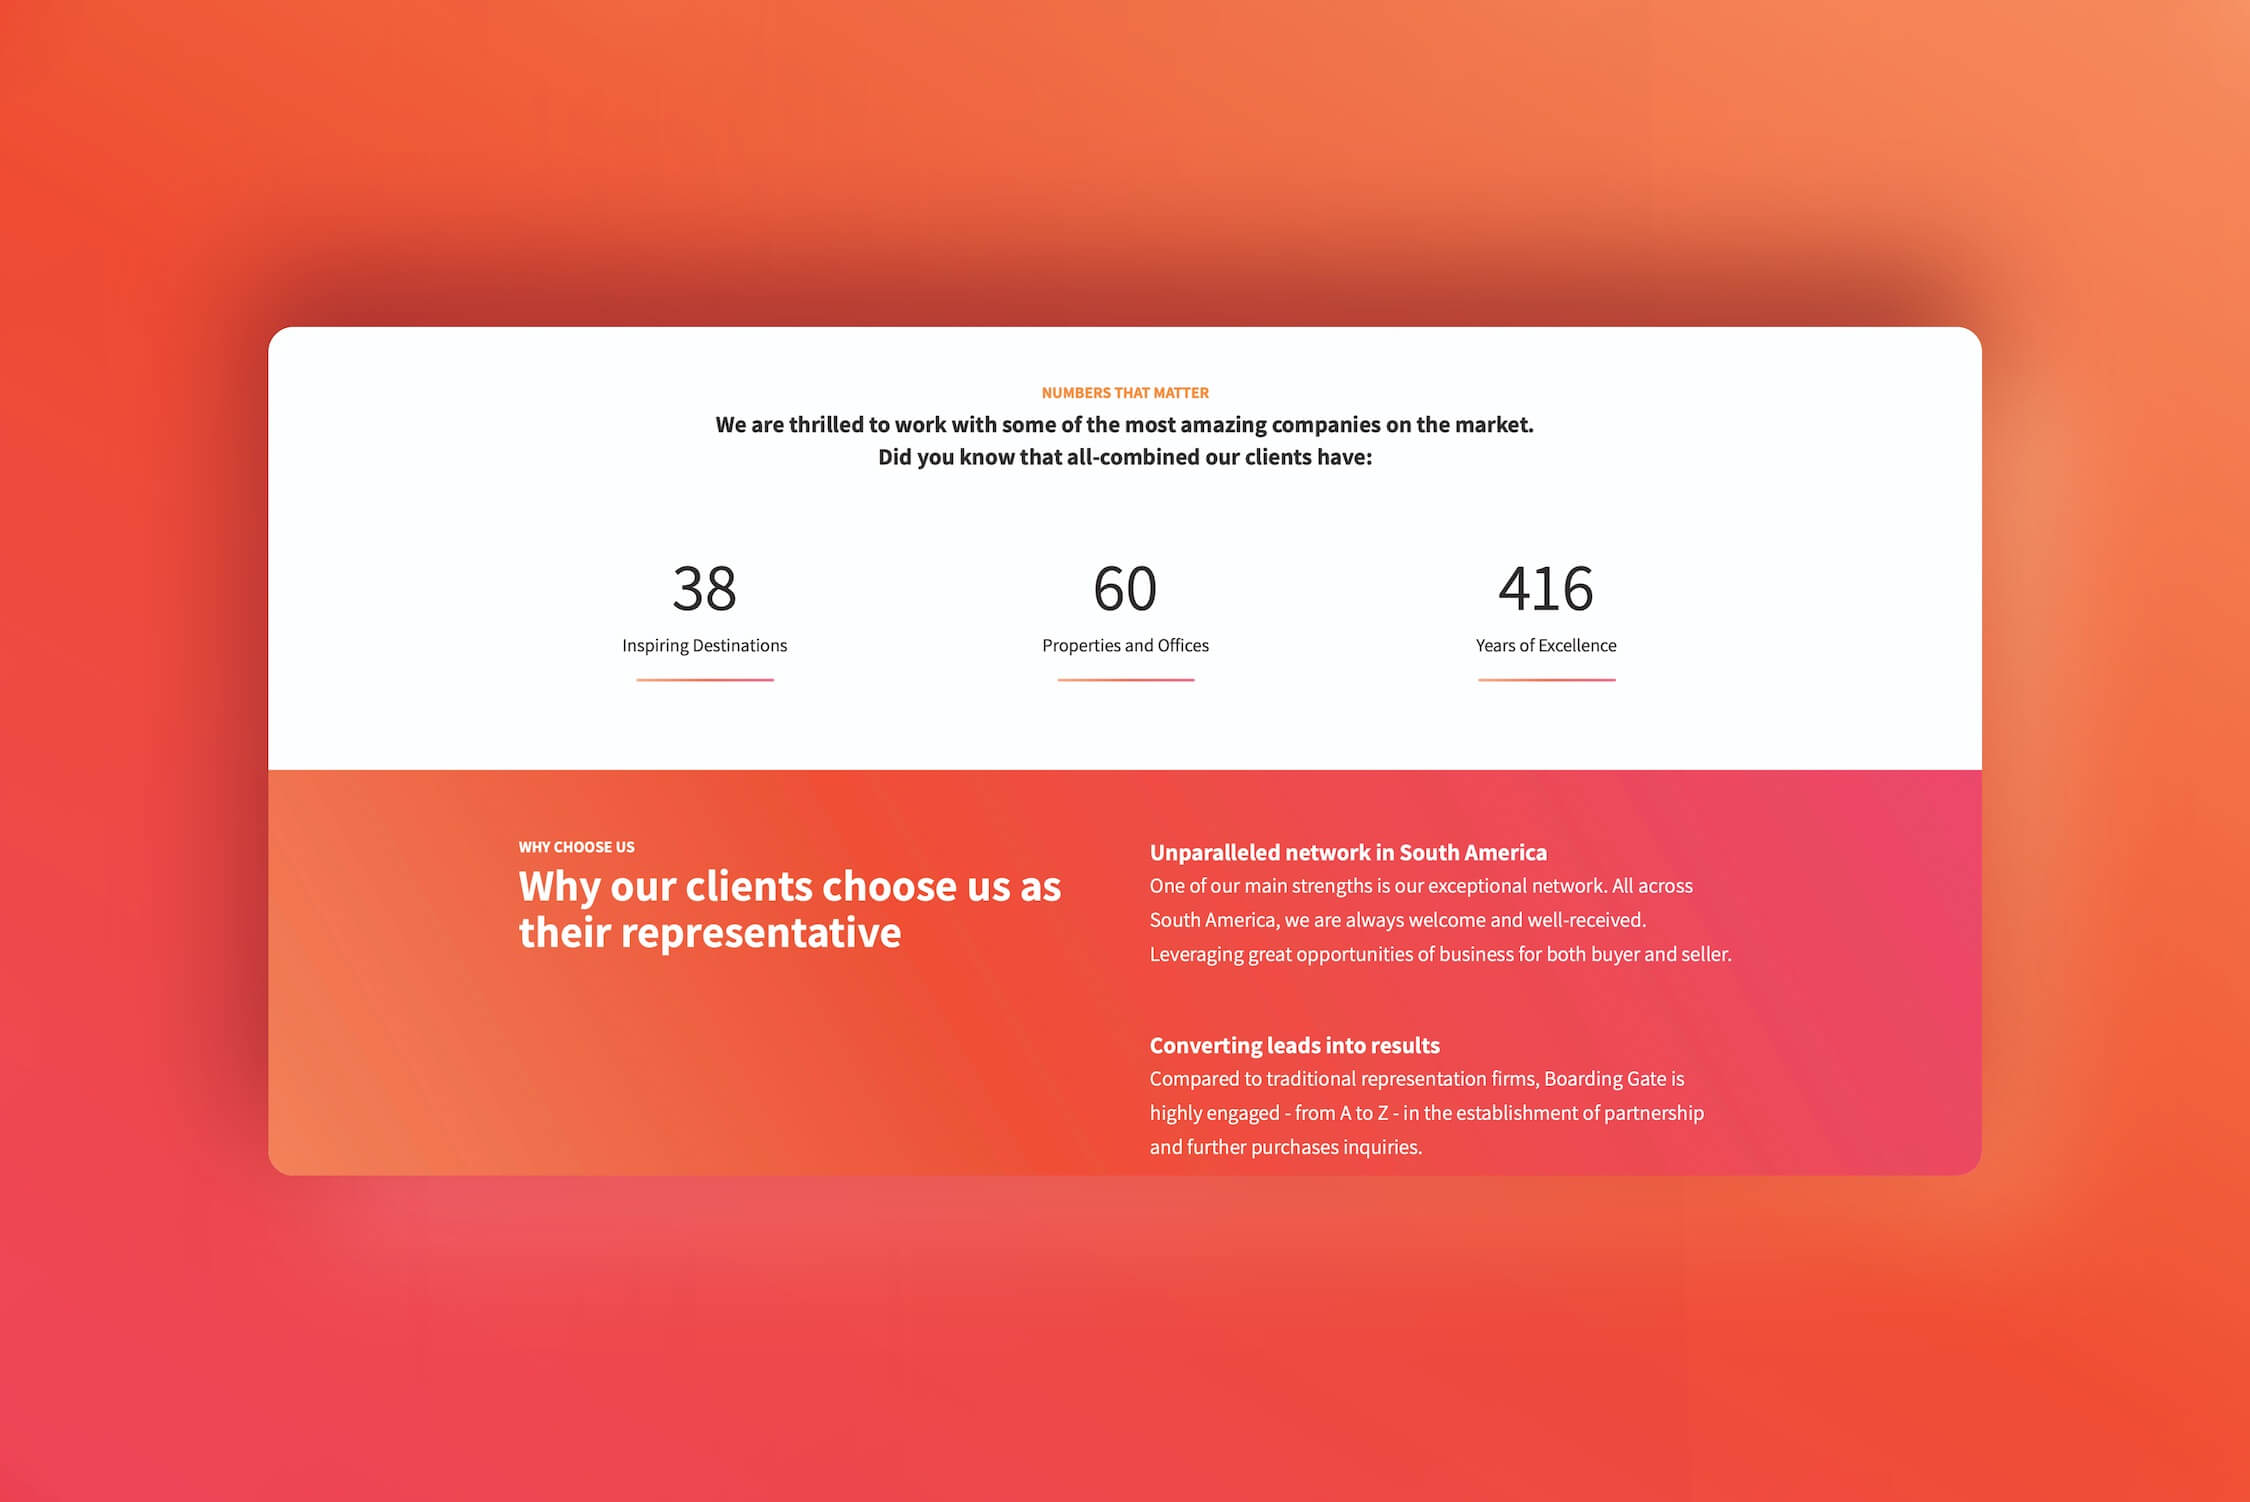 NUMBERS THAT MATTER
We are thrilled to work with some of the most amazing companies on the market.
Did you know that all-combined our clients have:
38
Inspiring Destinations
60
Properties and Offices
416
Years of Excellence
WHY CHOOSE US
Why our clients choose us as
their representative
Unparalleled network in South America
One of our main strengths is our exceptional network. All across
South America, we are always welcome and well-received.
Leveraging great opportunities of business for both buyer and seller.
Converting leads into results
Compared to traditional representation firms, Boarding Gate is
highly engaged - from A to Z - in the establishment of partnership
and further purchases inquiries.